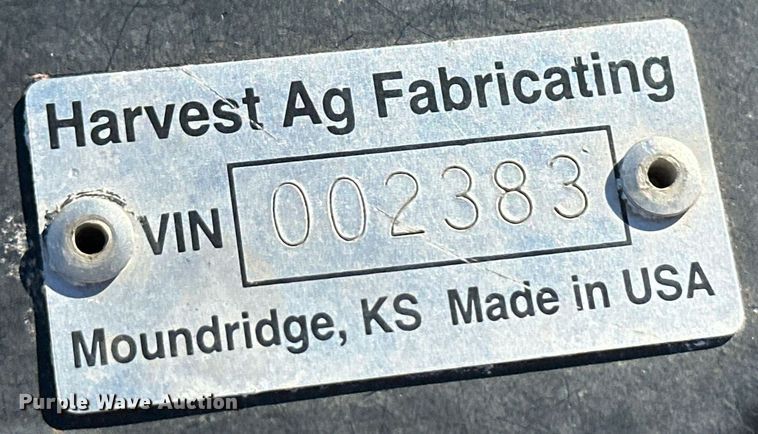 Harvest Ag Fabricating
VIN 002383
Moundridge, KS Made in USA
Purple Wave Auction